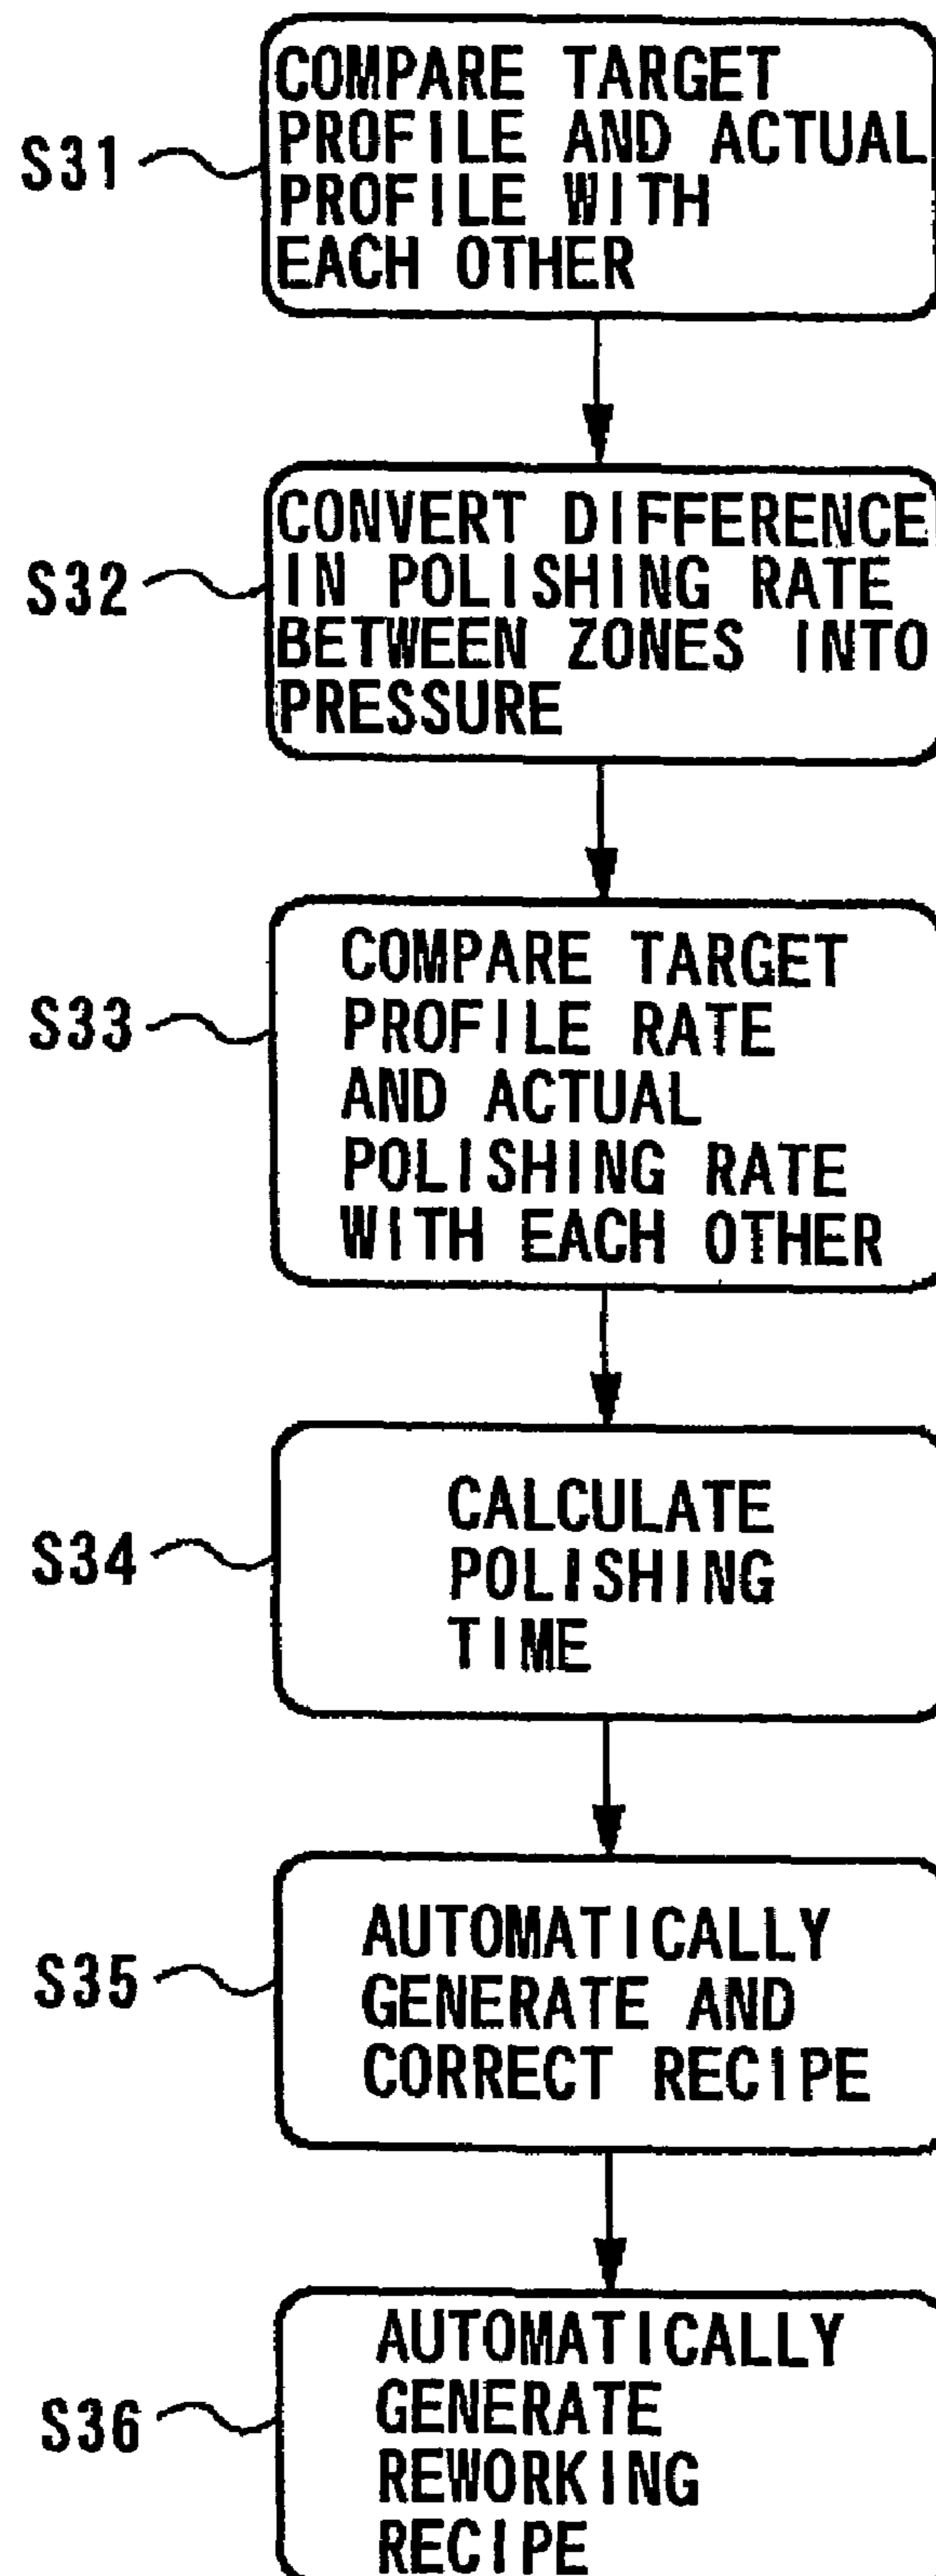 S31
COMPARE TARGET
PROFILE AND ACTUAL
PROFILE WITH
EACH OTHER
S32
CONVERT DIFFERENCE
IN POLISHING RATE
BETWEEN ZONES INTO
PRESSURE
S33
COMPARE TARGET
PROFILE RATE
AND ACTUAL
POLISHING RATE
WITH EACH OTHER
S34
CALCULATE
POLISHING
TIME
S35
AUTOMATICALLY
GENERATE AND
CORRECT RECIPE
S36
AUTOMATICALLY
GENERATE
REWORKING
RECIPE